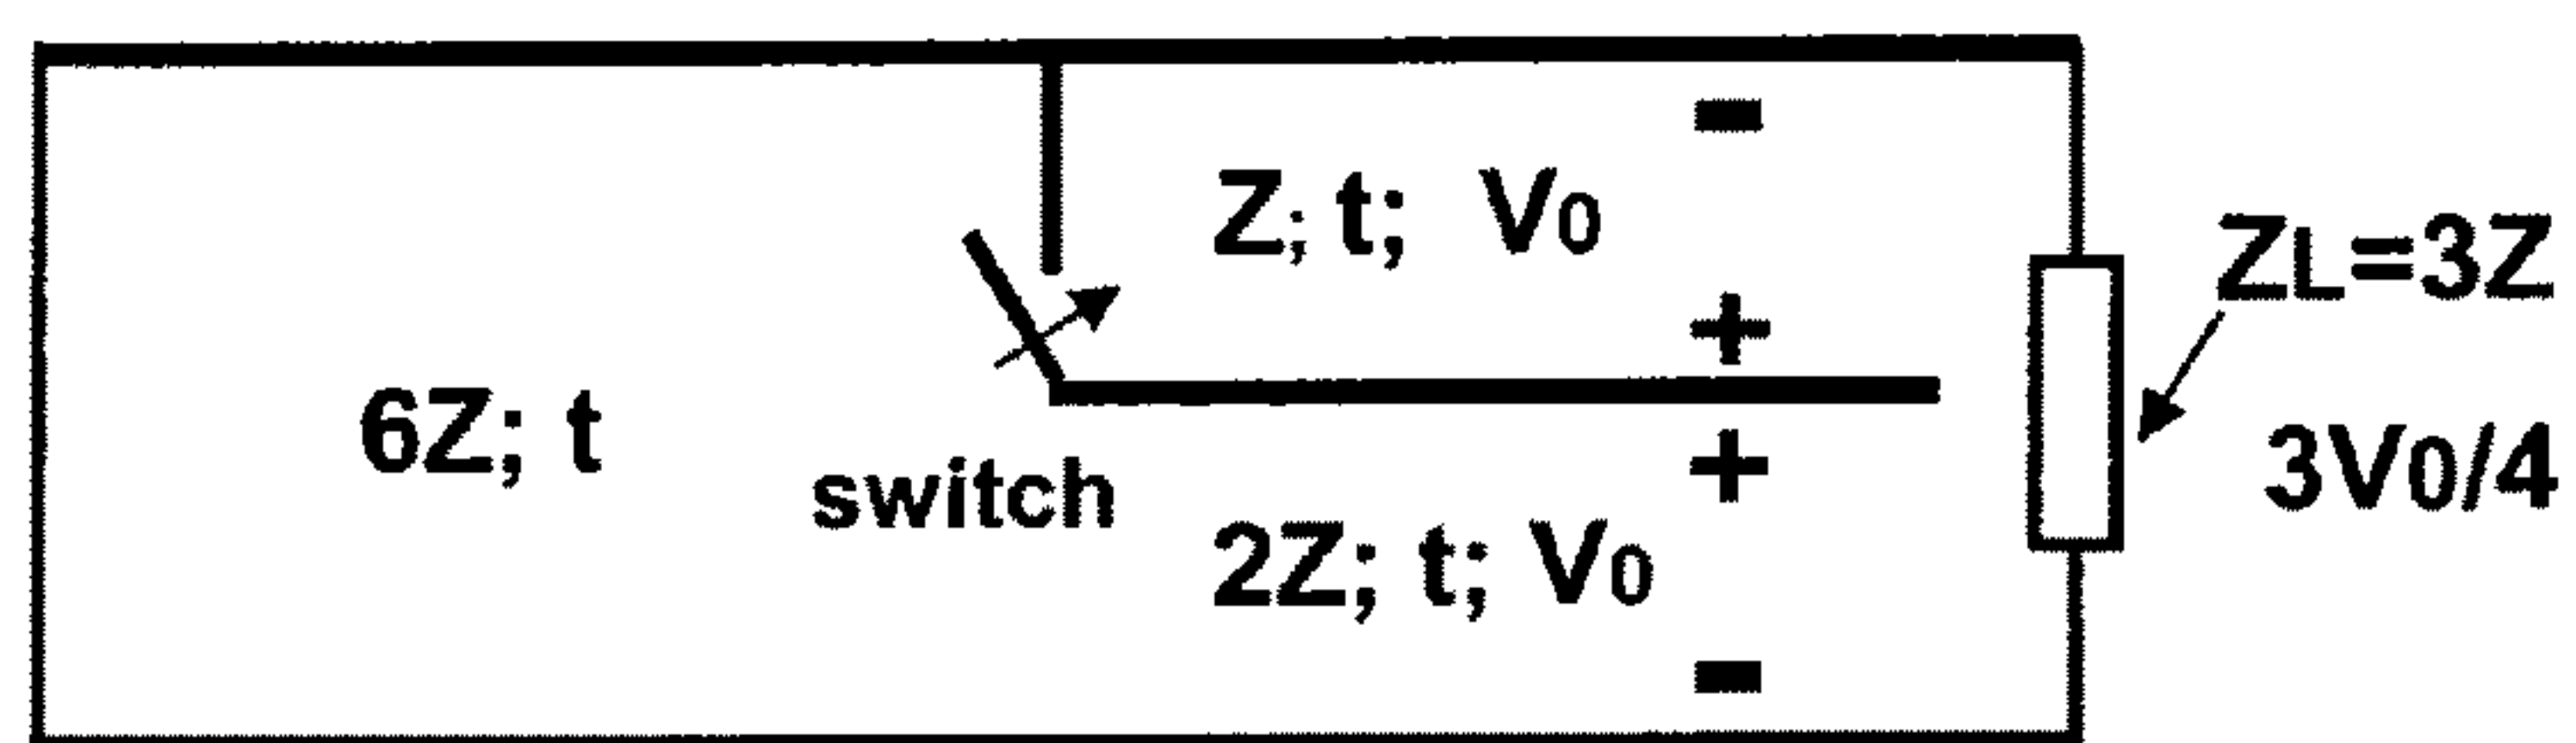 -
Z; t; V0
+
ZL=3Z
6Z; t
switch
+
3V0/4
2Z; t; V0
-